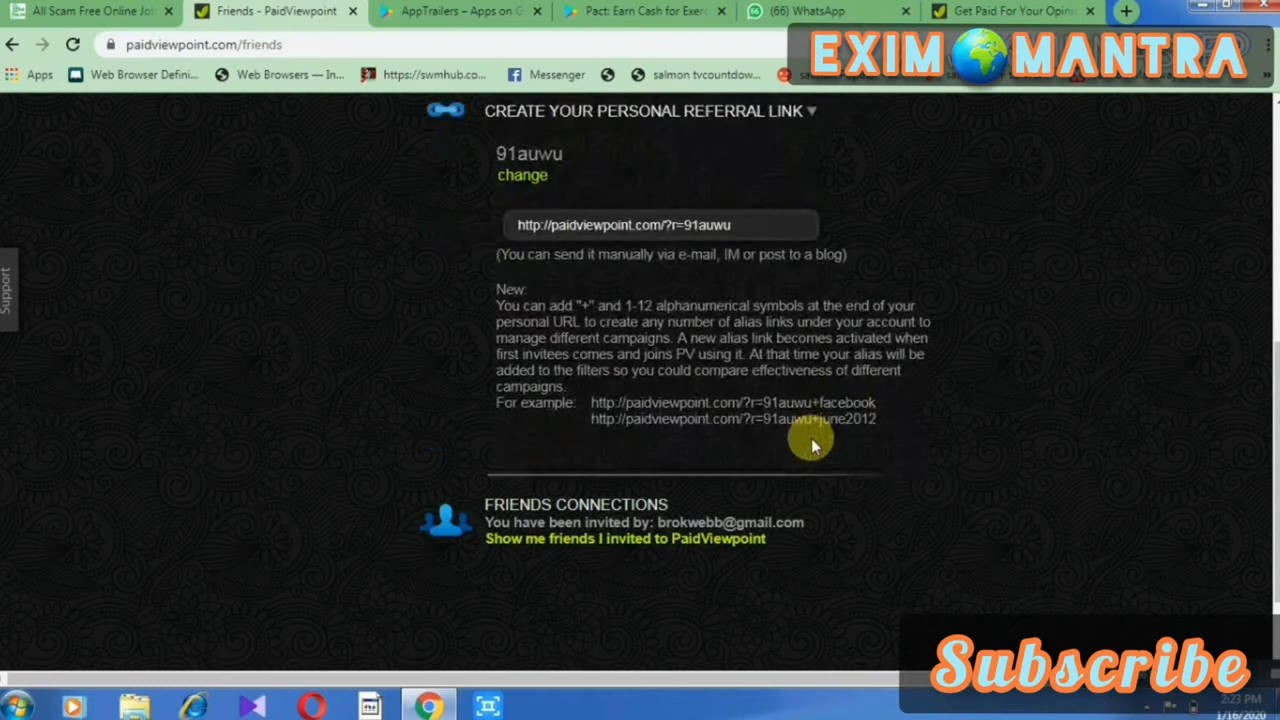 All Scam Free Online Jo
Friends - PaidViewpoint
AppTrailers – Apps on G
Pact: Earn Cash for Exerc
(66) WhatsApp
Get Paid For Your Opini
paidviewpoint.com/friends
EXIM MANTRA
Apps
Web Browser Defini...
Web Browsers — In...
https://swmhub.co...
Messenger
salmon tvcountdow...
CREATE YOUR PERSONAL REFERRAL LINK
91auwu
change
http://paidviewpoint.com/?r=91auwu
(You can send it manually via e-mail, IM or post to a blog)
Support
New:
You can add "+" and 1-12 alphanumerical symbols at the end of your
personal URL to create any number of alias links under your account to
manage different campaigns. A new alias link becomes activated when
first invitees comes and joins PV using it. At that time your alias will be
added to the filters so you could compare effectiveness of different
campaigns.
For example: http://paidviewpoint.com/?r=91auwu+facebook
http://paidviewpoint.com/?r=91auwu+june2012
FRIENDS CONNECTIONS
You have been invited by: brokwebb@gmail.com
Show me friends I invited to PaidViewpoint
Subscribe
2:23 PM
1/16/2020